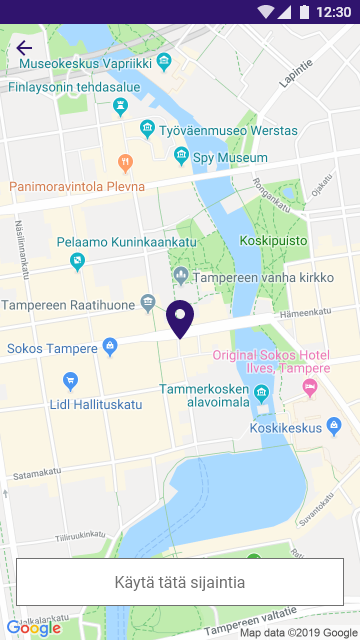 12:30
Museokeskus Vapriikki
Lapintie
Finlaysonin tehdasalue
Työväenmuseo Werstas
Spy Museum
Panimoravintola Plevna
Ojakatu
Rongankatu
Näsilinnankatu
Pelaamo Kuninkaankatu
Koskipuisto
Tampereen vanha kirkko
Tampereen Raatihuone
Hämeenkatu
Sokos Tampere
Original Sokos Hotel
Ilves, Tampere
Tammerkosken
alavoimala
Lidl Hallituskatu
Koskikeskus
Satamakatu
Suvantokatu
Tiiliruukinkatu
Käytä tätä sijaintia
Google
Map data ©2019 Google
Tampereen valtatie